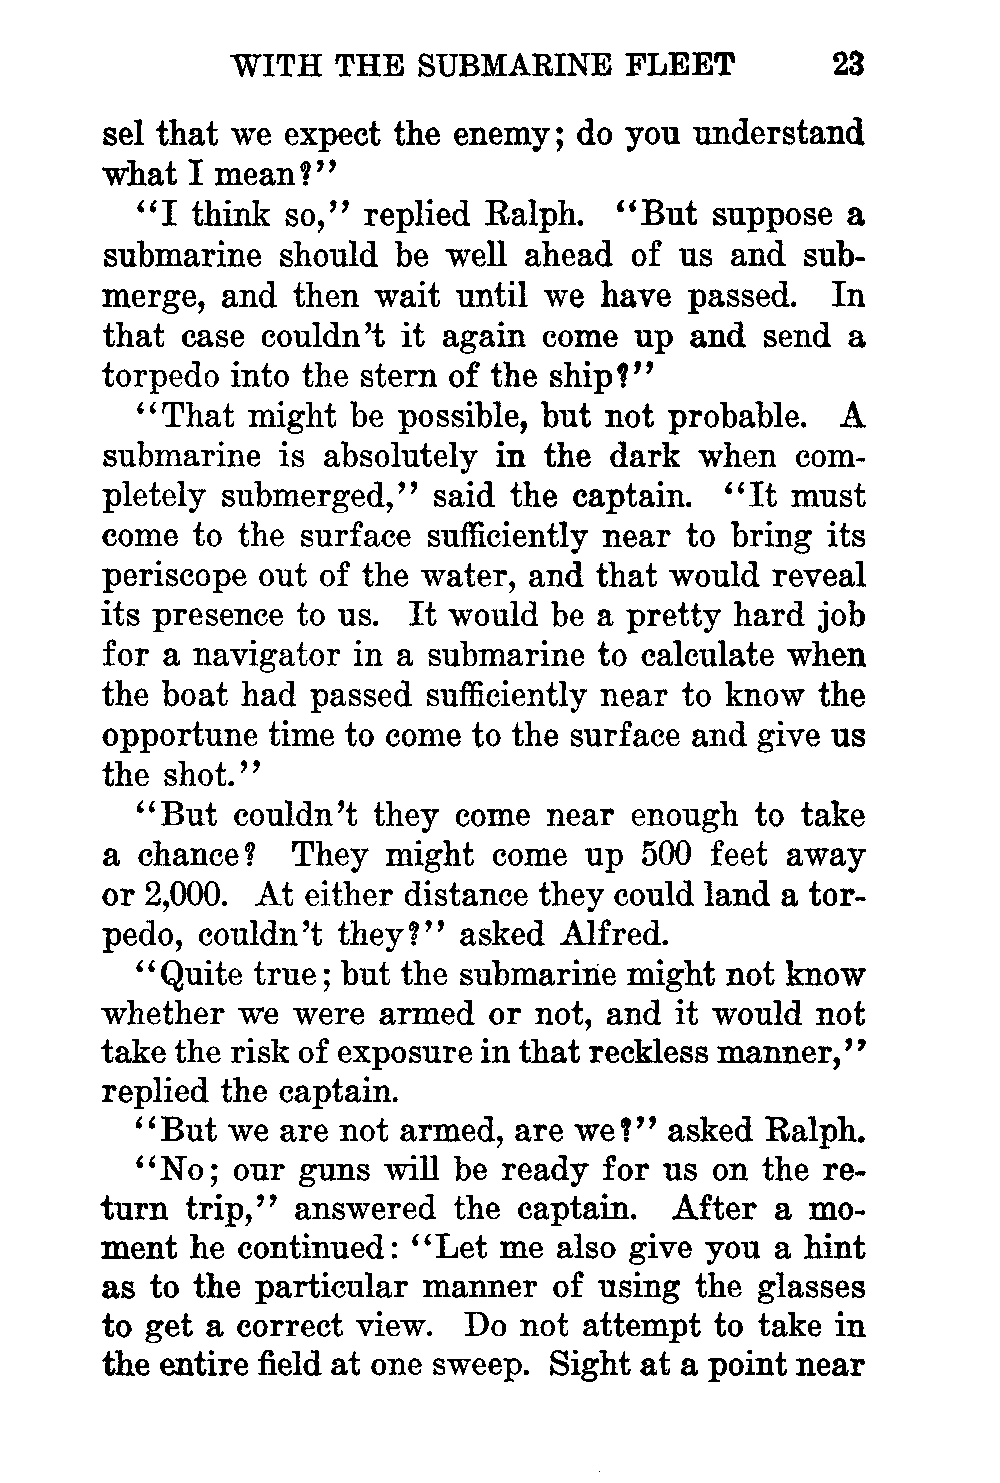 WITH THE SUBMARINE FLEET 23
sel that we expect the enemy; do you understand
what I mean?"
"I think so," replied Ralph. "But suppose a
submarine should be well ahead of us and sub-
merge, and then wait until we have passed. In
that case couldn't it again come up and send a
torpedo into the stern of the ship?"
"That might be possible, but not probable. A
submarine is absolutely in the dark when com-
pletely submerged," said the captain. "It must
come to the surface sufficiently near to bring its
periscope out of the water, and that would reveal
its presence to us. It would be a pretty hard job
for a navigator in a submarine to calculate when
the boat had passed sufficiently near to know the
opportune time to come to the surface and give us
the shot."
"But couldn't they come near enough to take
a chance? They might come up 500 feet away
or 2,000. At either distance they could land a tor-
pedo, couldn't they?" asked Alfred.
"Quite true; but the submarine might not know
whether we were armed or not, and it would not
take the risk of exposure in that reckless manner,"
replied the captain.
"But we are not armed, are we?" asked Ralph.
"No; our guns will be ready for us on the re-
turn trip," answered the captain. After a mo-
ment he continued: "Let me also give you a hint
as to the particular manner of using the glasses
to get a correct view. Do not attempt to take in
the entire field at one sweep. Sight at a point near